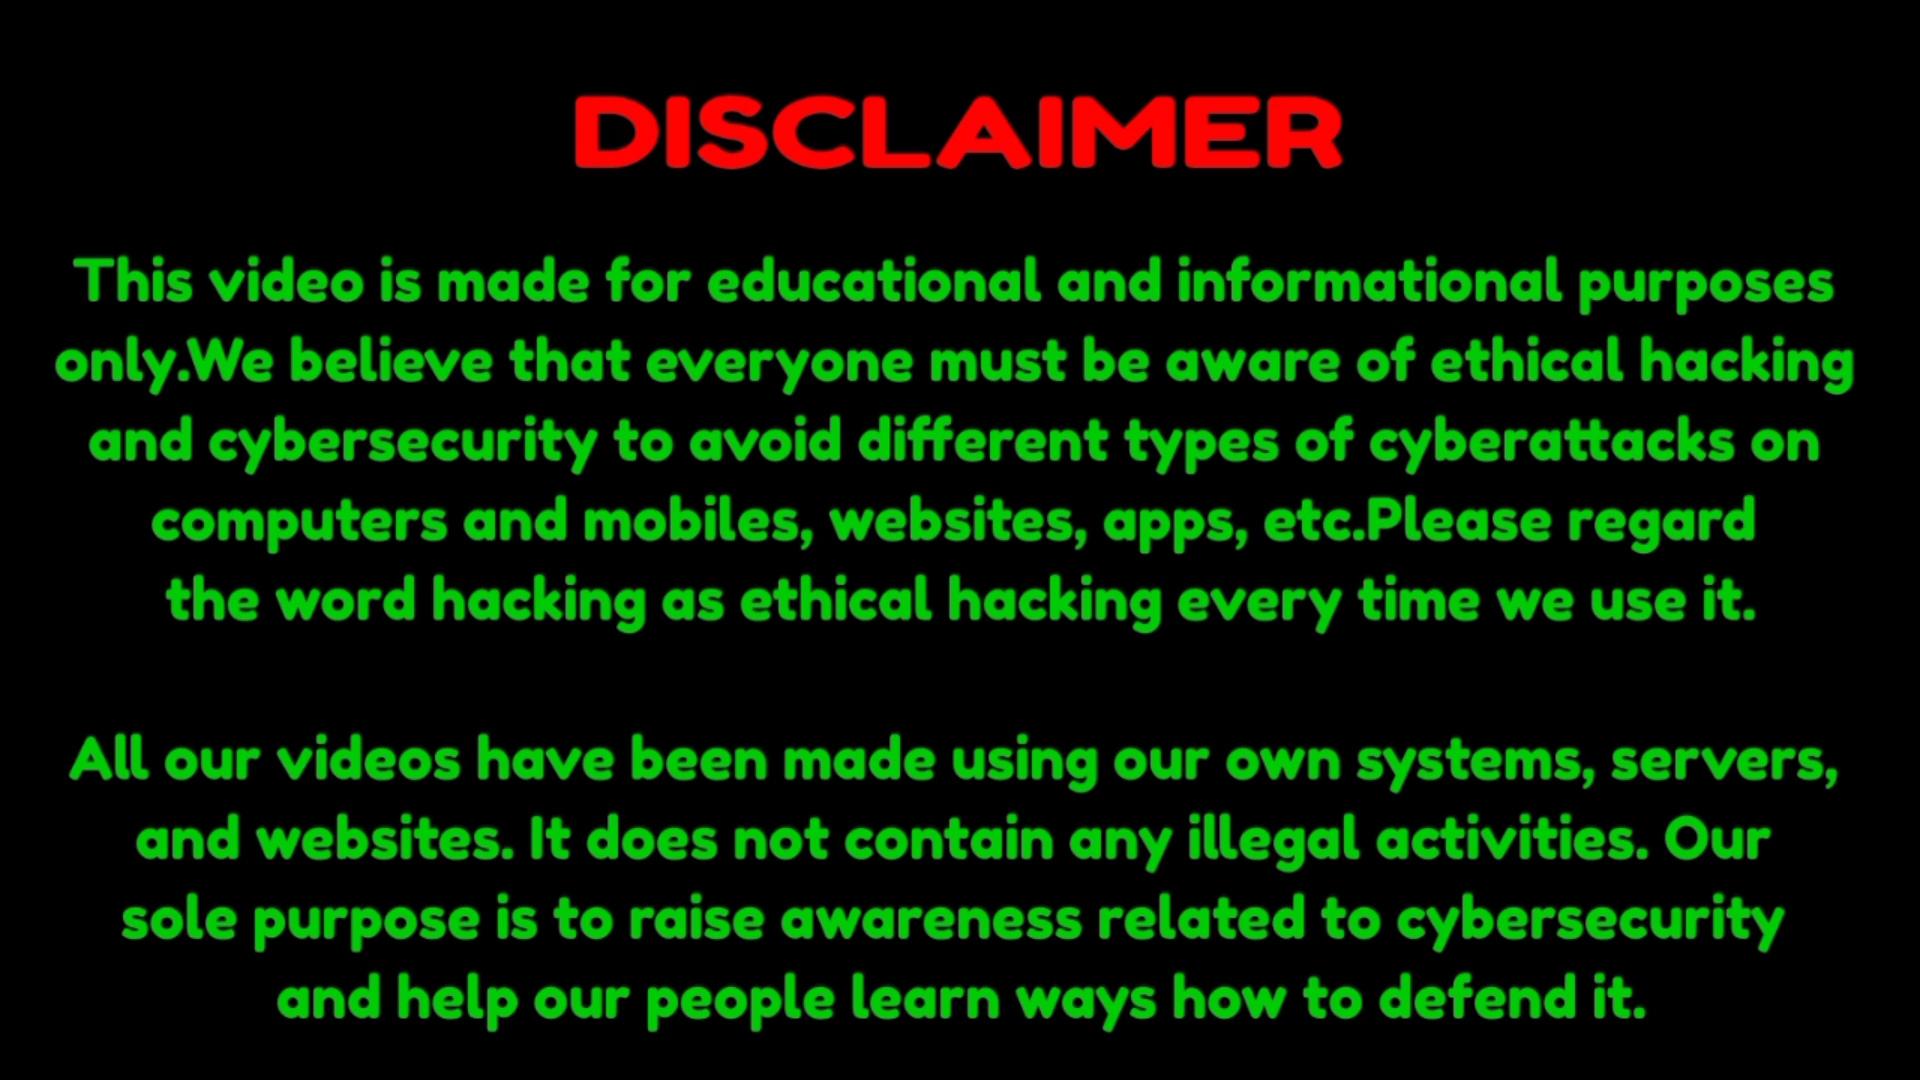 DISCLAIMER
This video is made for educational and informational purposes
only.We believe that everyone must be aware of ethical hacking
and cybersecurity to avoid different types of cyberattacks on
computers and mobiles, websites, apps, etc.Please regard
the word hacking as ethical hacking every time we use it.
All our videos have been made using our own systems, servers,
and websites. It does not contain any illegal activities. Our
sole purpose is to raise awareness related to cybersecurity
and help our people learn ways how to defend it.